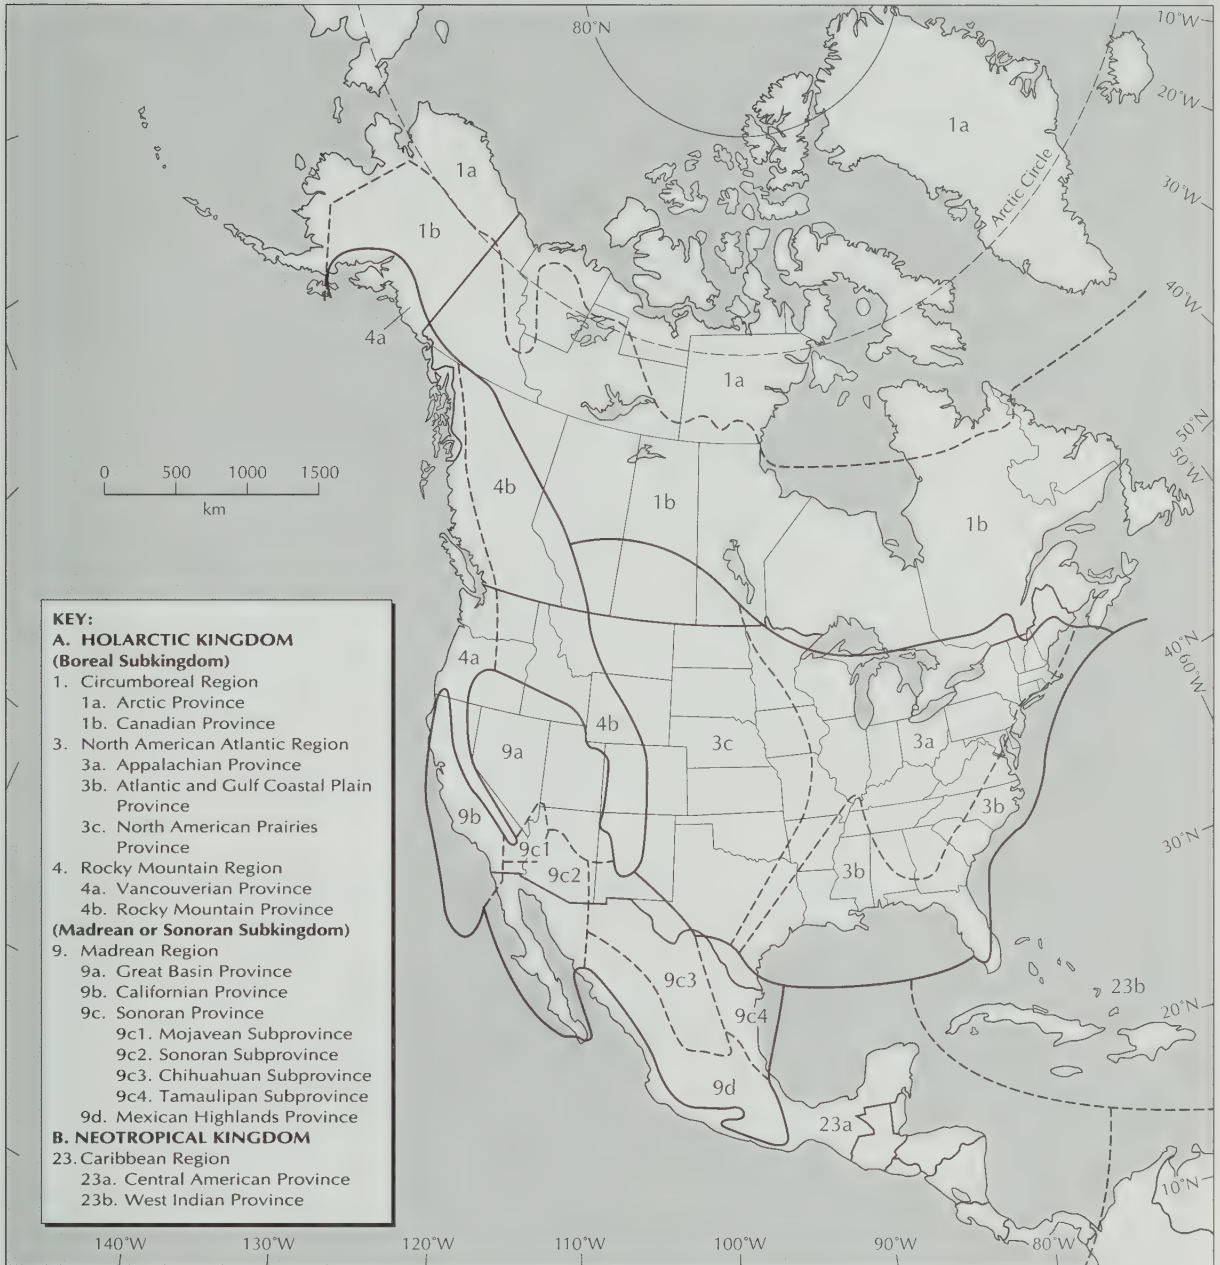 80°N
10°W
20°W
30°W
40°W
50°N
50°W
40°N
60°W
30°N
20°N
10°N
Arctic Circle
1a
1a
1b
4a
1a
4b
1b
1b
0 500 1000 1500
km
4a
4b
9a
3c
3a
3b
9b
9c1
9c2
3b
9c3
9c4
23b
9d
23a
KEY:
A. HOLARCTIC KINGDOM
(Boreal Subkingdom)
1. Circumboreal Region
1a. Arctic Province
1b. Canadian Province
3. North American Atlantic Region
3a. Appalachian Province
3b. Atlantic and Gulf Coastal Plain
Province
3c. North American Prairies
Province
4. Rocky Mountain Region
4a. Vancouverian Province
4b. Rocky Mountain Province
(Madrean or Sonoran Subkingdom)
9. Madrean Region
9a. Great Basin Province
9b. Californian Province
9c. Sonoran Province
9c1. Mojavean Subprovince
9c2. Sonoran Subprovince
9c3. Chihuahuan Subprovince
9c4. Tamaulipan Subprovince
9d. Mexican Highlands Province
B. NEOTROPICAL KINGDOM
23. Caribbean Region
23a. Central American Province
23b. West Indian Province
140°W 130°W 120°W 110°W 100°W 90°W 80°W